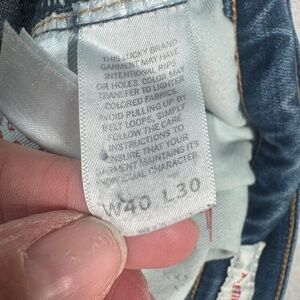 THIS LUCKY BRAND
GARMENT MAY HAVE
INTENTIONAL RIPS
OR HOLES. COLOR MAY
TRANSFER TO LIGHTER
COLORED FABRICS.
AVOID PULLING UP BY
BELT LOOPS, SIMPLY
FOLLOW THE CARE
INSTRUCTIONS TO
ENSURE THAT YOUR
GARMENT MAINTAINS ITS
INDIVIDUAL CHARACTER.
W40 L30